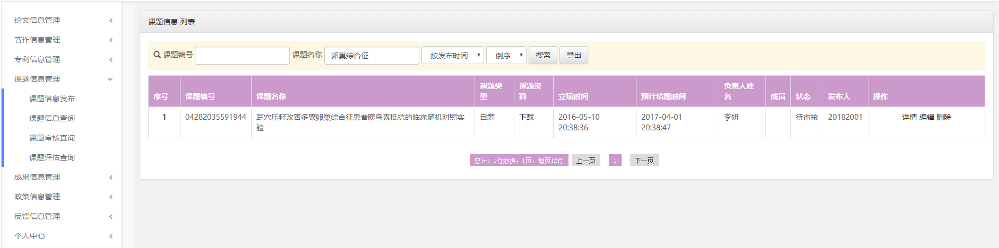 论文信息管理
著作信息管理
专利信息管理
课题信息管理
课题信息发布
课题信息查询
课题审核查询
课题评估查询
成果信息管理
政策信息管理
反馈信息管理
个人中心
课题信息 列表
课题编号 课题名称 卵巢综合征 按发布时间 倒序 搜索 导出
序号 课题编号 课题名称 课题类型 课题资料 立项时间 预计结题时间 负责人姓名 成员 状态 发布人 操作
1 04282035591944 耳穴压籽改善多囊卵巢综合征患者胰岛素抵抗的临床随机对照实验 自筹 下载 2016-05-10 20:38:36 2017-04-01 20:38:47 李妍 待审核 20182001 详情 编辑 删除
总计：1行数据，1页，每页12行 上一页 1 下一页